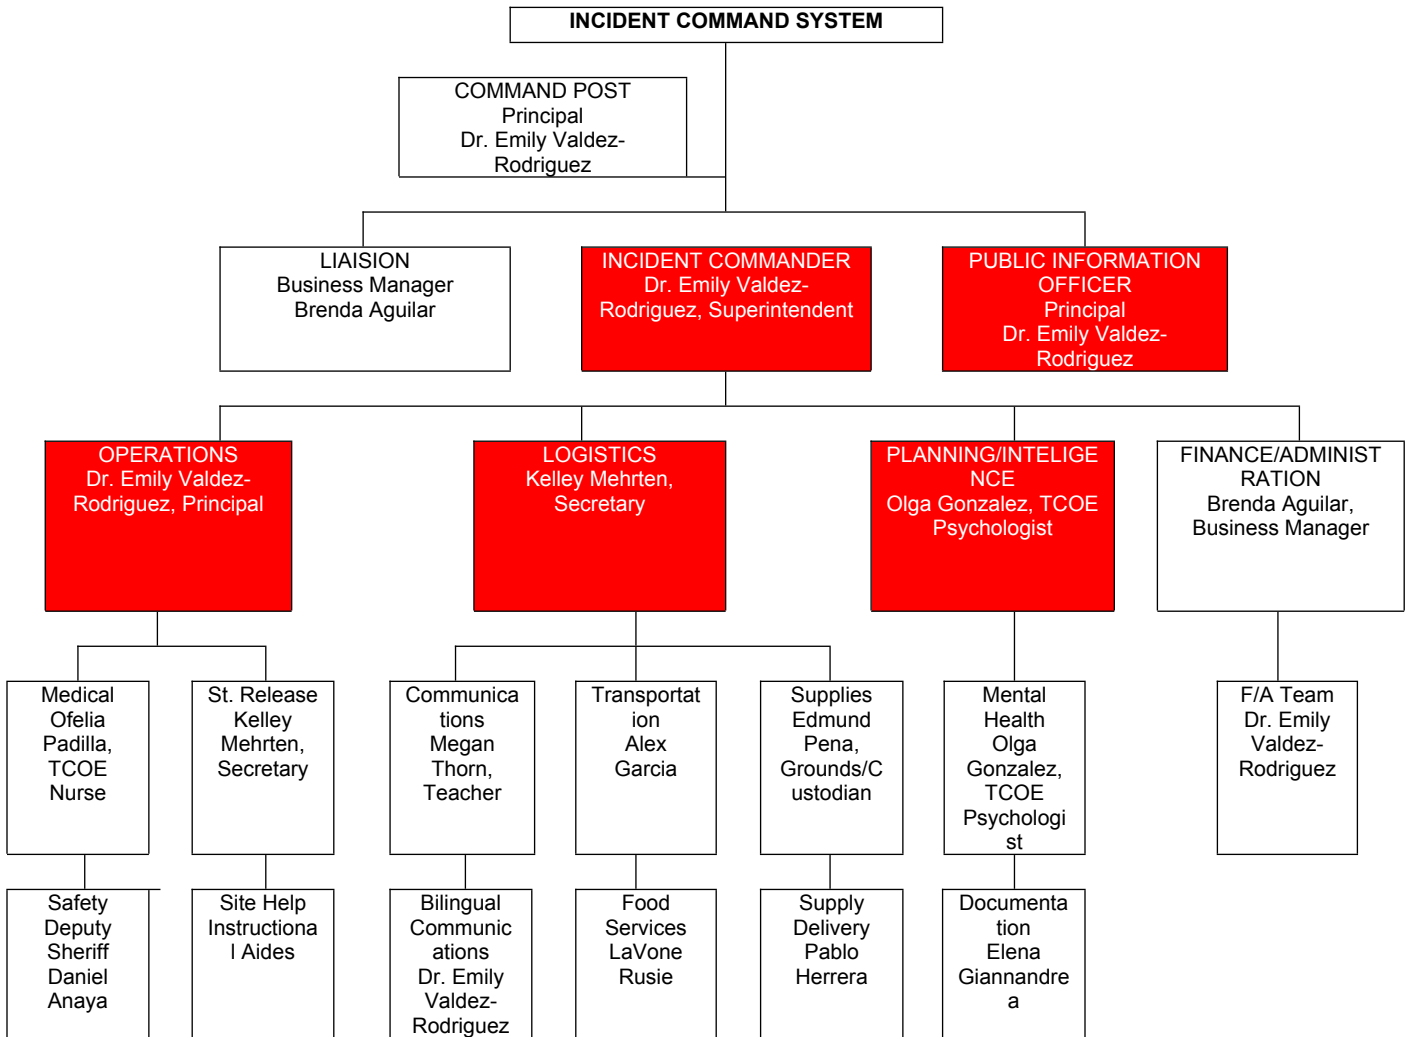 INCIDENT COMMAND SYSTEM
COMMAND POST
Principal
Dr. Emily Valdez-
Rodriguez
LIAISION
Business Manager
Brenda Aguilar
INCIDENT COMMANDER
Dr. Emily Valdez-
Rodriguez, Superintendent
PUBLIC INFORMATION
OFFICER
Principal
Dr. Emily Valdez-
Rodriguez
OPERATIONS
Dr. Emily Valdez-
Rodriguez, Principal
LOGISTICS
Kelley Mehrten,
Secretary
PLANNING/INTELIGE
NCE
Olga Gonzalez, TCOE
Psychologist
FINANCE/ADMINIST
RATION
Brenda Aguilar,
Business Manager
Medical
Ofelia
Padilla,
TCOE
Nurse
St. Release
Kelley
Mehrten,
Secretary
Communica
tions
Megan
Thorn,
Teacher
Transportat
ion
Alex
Garcia
Supplies
Edmund
Pena,
Grounds/C
ustodian
Mental
Health
Olga
Gonzalez,
TCOE
Psychologi
st
F/A Team
Dr. Emily
Valdez-
Rodriguez
Safety
Deputy
Sheriff
Daniel
Anaya
Site Help
Instructiona
l Aides
Bilingual
Communic
ations
Dr. Emily
Valdez-
Rodriguez
Food
Services
LaVone
Rusie
Supply
Delivery
Pablo
Herrera
Documenta
tion
Elena
Giannandre
a